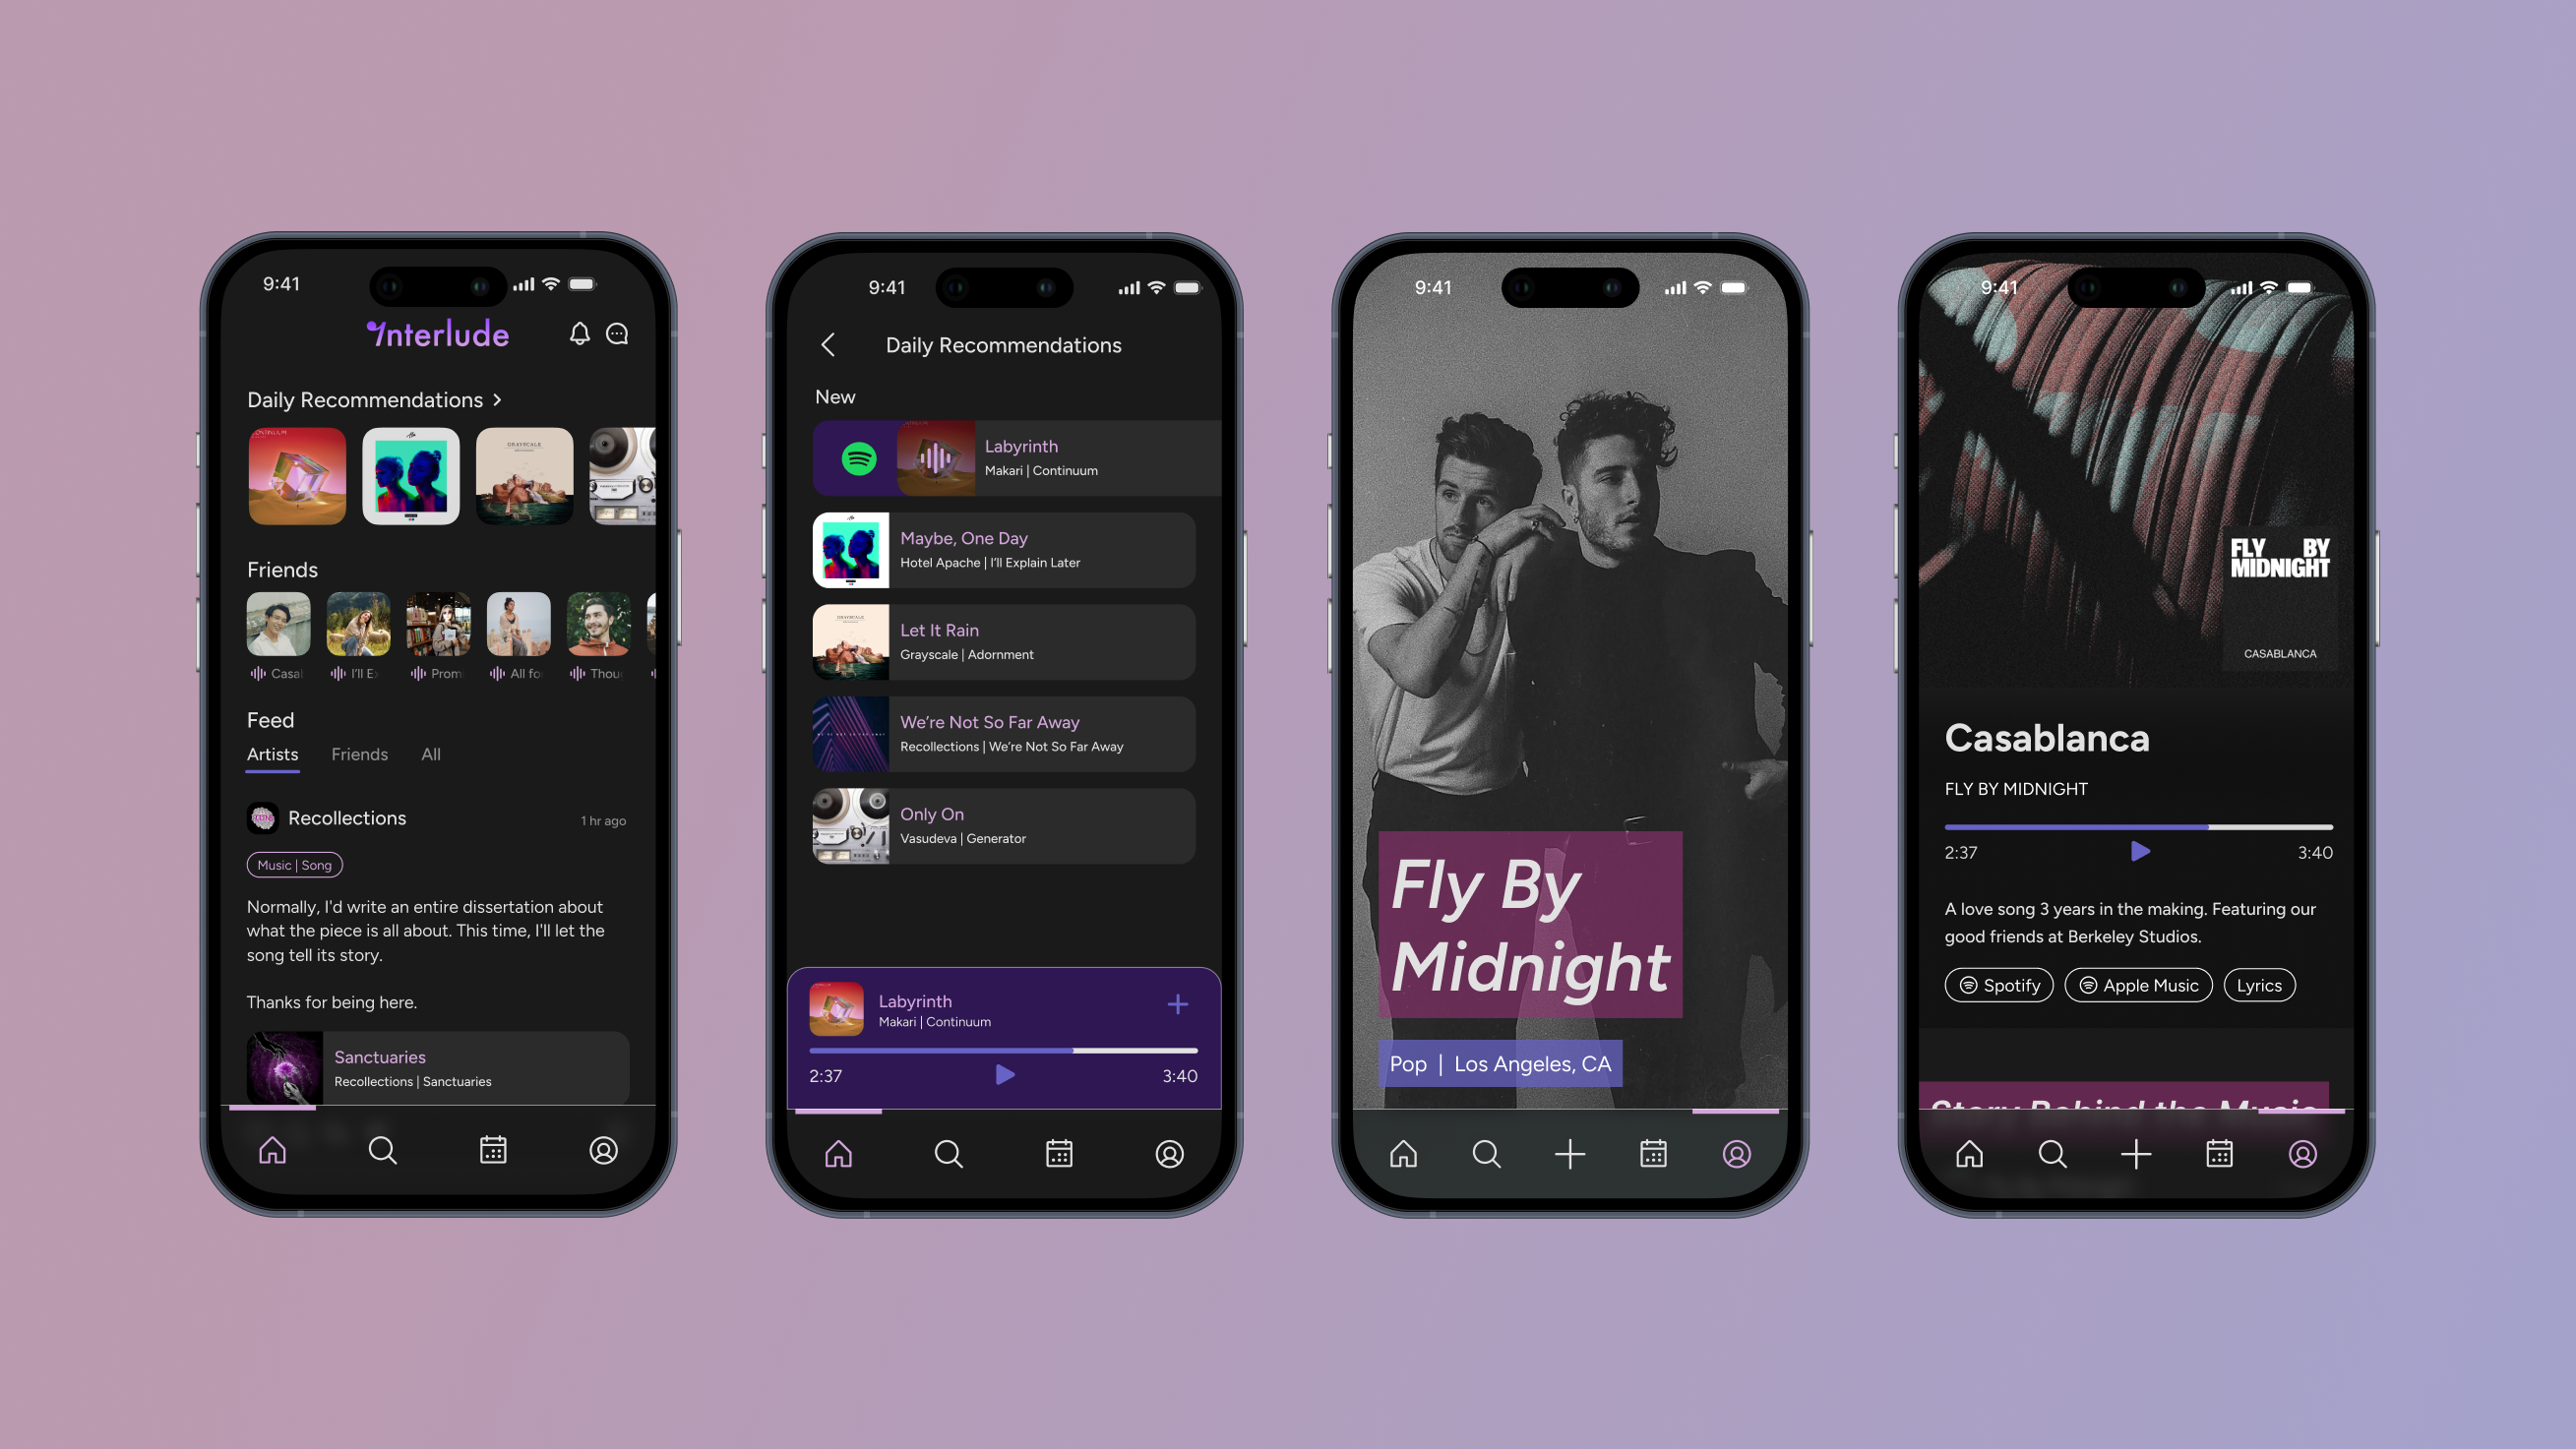 9:41
Interlude
Daily Recommendations
GRAYSCALE
Friends
Casa
I'll E
Prom
All fo
Thou
Feed
Artists Friends All
Recollections 1 hr ago
Music | Song
Normally, I'd write an entire dissertation about
what the piece is all about. This time, I'll let the
song tell its story.
Thanks for being here.
Sanctuaries
Recollections | Sanctuaries
9:41
Daily Recommendations
New
Labyrinth
Makari | Continuum
Maybe, One Day
Hotel Apache | I'll Explain Later
GRAYSCALE
Let It Rain
Grayscale | Adornment
We're Not So Far Away
Recollections | We're Not So Far Away
Only On
Vasudeva | Generator
Labyrinth
Makari | Continuum
2:37 3:40
9:41
Fly By
Midnight
Pop | Los Angeles, CA
9:41
FLY BY
MIDNIGHT
CASABLANCA
Casablanca
FLY BY MIDNIGHT
2:37 3:40
A love song 3 years in the making. Featuring our
good friends at Berkeley Studios.
Spotify Apple Music Lyrics
Story Behind the Music